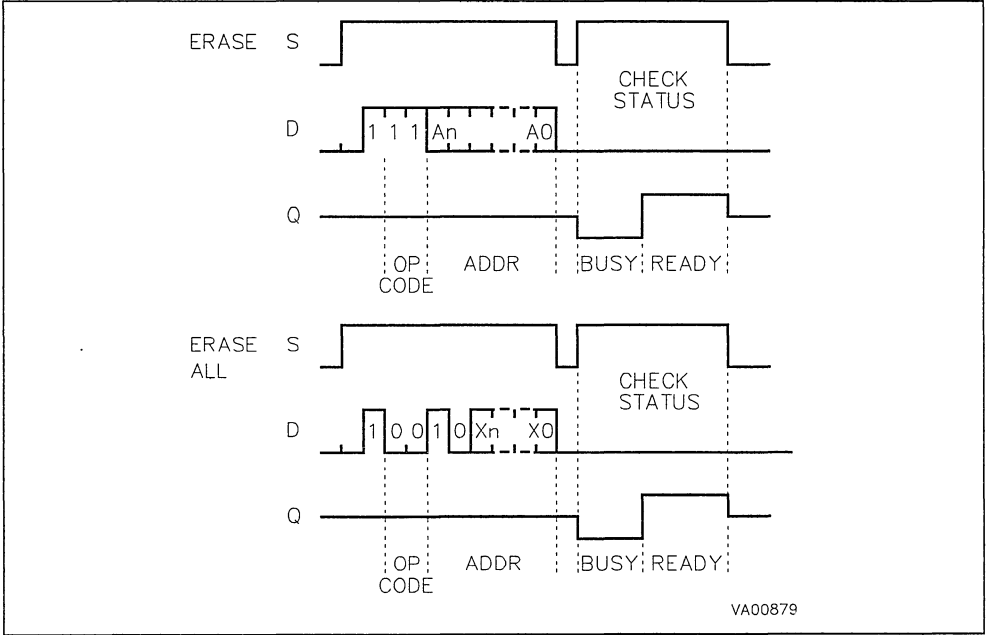 ERASE S
CHECK
STATUS
D 1 1 1 An A0
Q
OP
CODE ADDR BUSY READY
ERASE
ALL S
CHECK
STATUS
D 1 0 0 1 0 Xn X0
Q
OP
CODE ADDR BUSY READY
VA00879